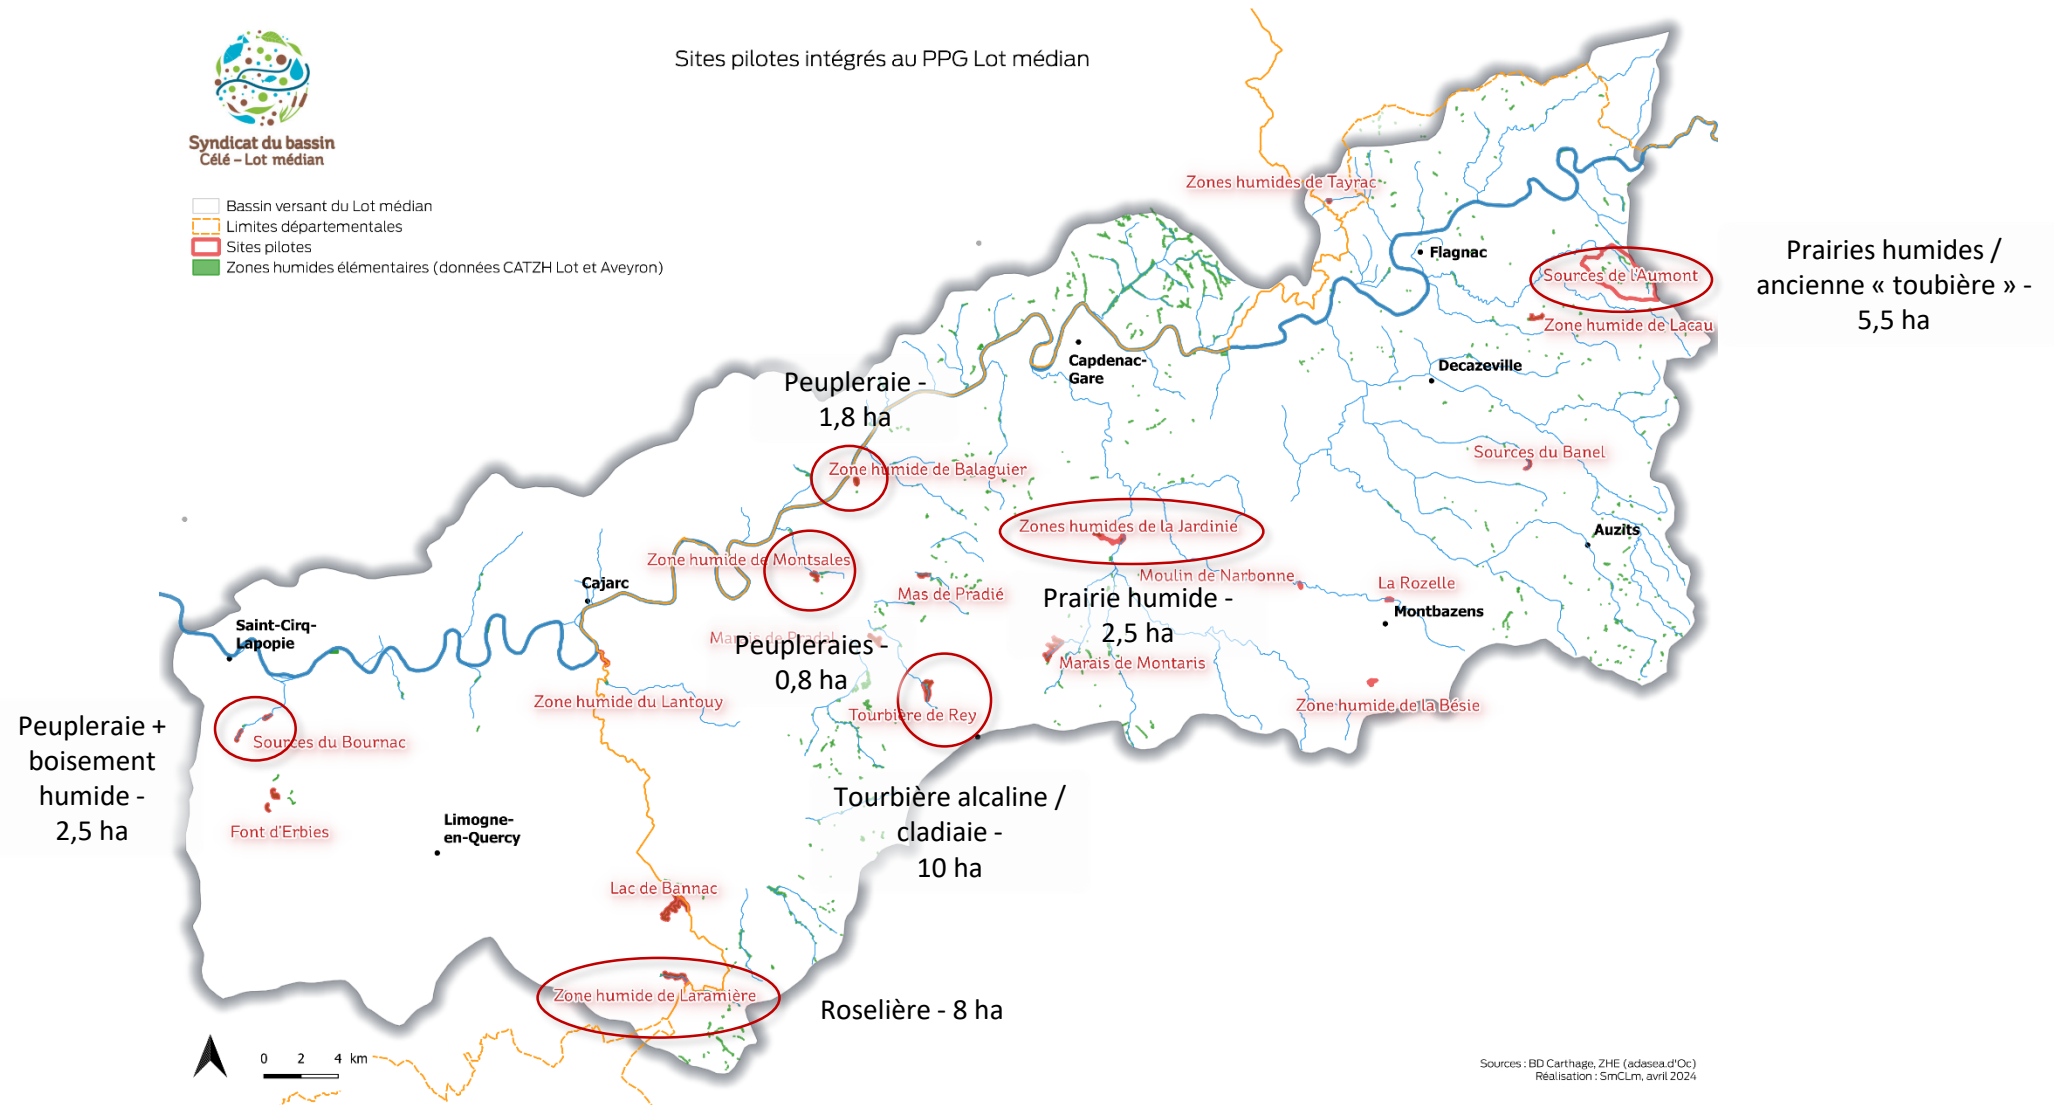 Sites pilotes intégrés au PPG Lot médian
Syndicat du bassin
Célé – Lot médian
Bassin versant du Lot médian
Limites départementales
Sites pilotes
Zones humides élémentaires (données CATZH Lot et Aveyron)
Zones humides de Tayrac
Flagnac
Sources de l'Aumont
Prairies humides /
ancienne « toubière » -
5,5 ha
Zone humide de Lacau
Capdenac-
Gare
Decazeville
Peupleraie -
1,8 ha
Zone humide de Balaguier
Sources du Banel
Zones humides de la Jardinie
Auzits
Zone humide de Montsales
Cajarc
Mas de Pradié
Moulin de Narbonne
La Rozelle
Montbazens
Prairie humide -
2,5 ha
Saint-Cirq-
Lapopie
Marais de Pradal
Peupleraies -
0,8 ha
Marais de Montaris
Zone humide du Lantouy
Tourbière de Rey
Zone humide de la Bésie
Peupleraie +
boisement
humide -
2,5 ha
Sources du Bournac
Font d'Erbies
Limogne-
en-Quercy
Tourbière alcaline /
cladiaie -
10 ha
Lac de Bannac
Zone humide de Laramière
Roselière - 8 ha
0 2 4 km
Sources : BD Carthage, ZHE (adasea.d'Oc)
Réalisation : SmCLm, avril 2024